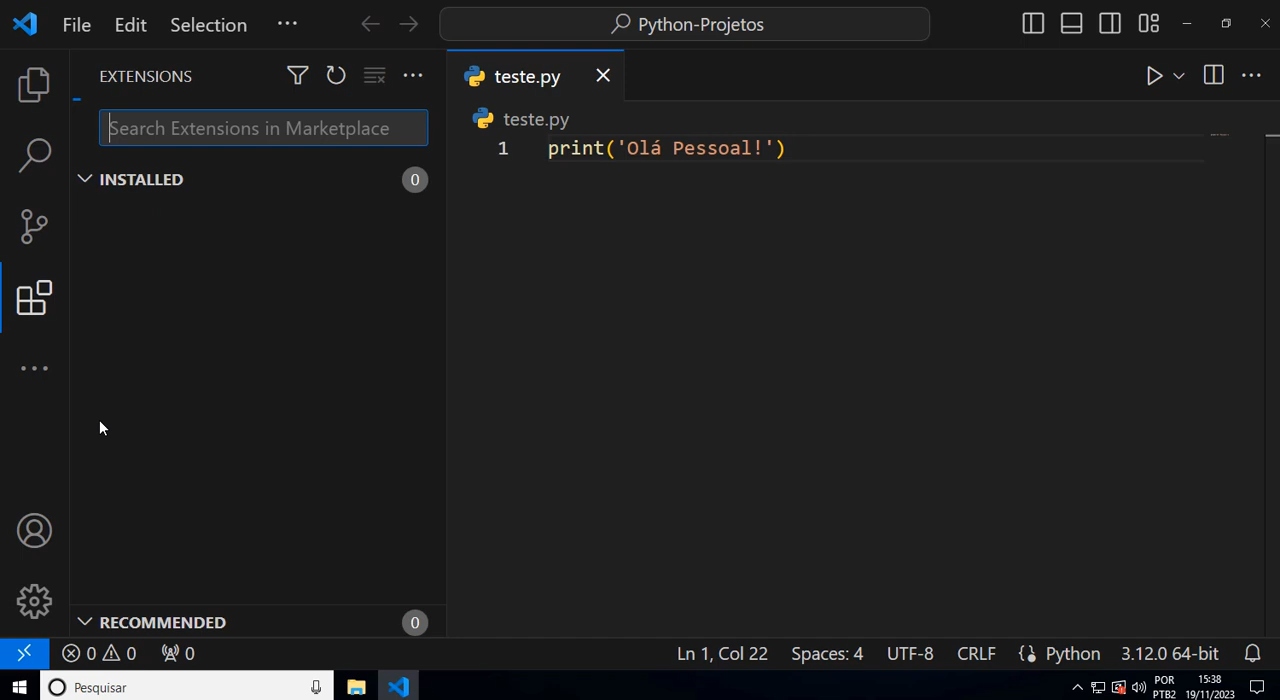 File Edit Selection ··· Python-Projetos
EXTENSIONS
Search Extensions in Marketplace
INSTALLED 0
RECOMMENDED 0
teste.py
teste.py
1 print('Olá Pessoal!')
0 0 0 Ln 1, Col 22 Spaces: 4 UTF-8 CRLF Python 3.12.0 64-bit
Pesquisar
POR
PTB2
15:38
19/11/2023